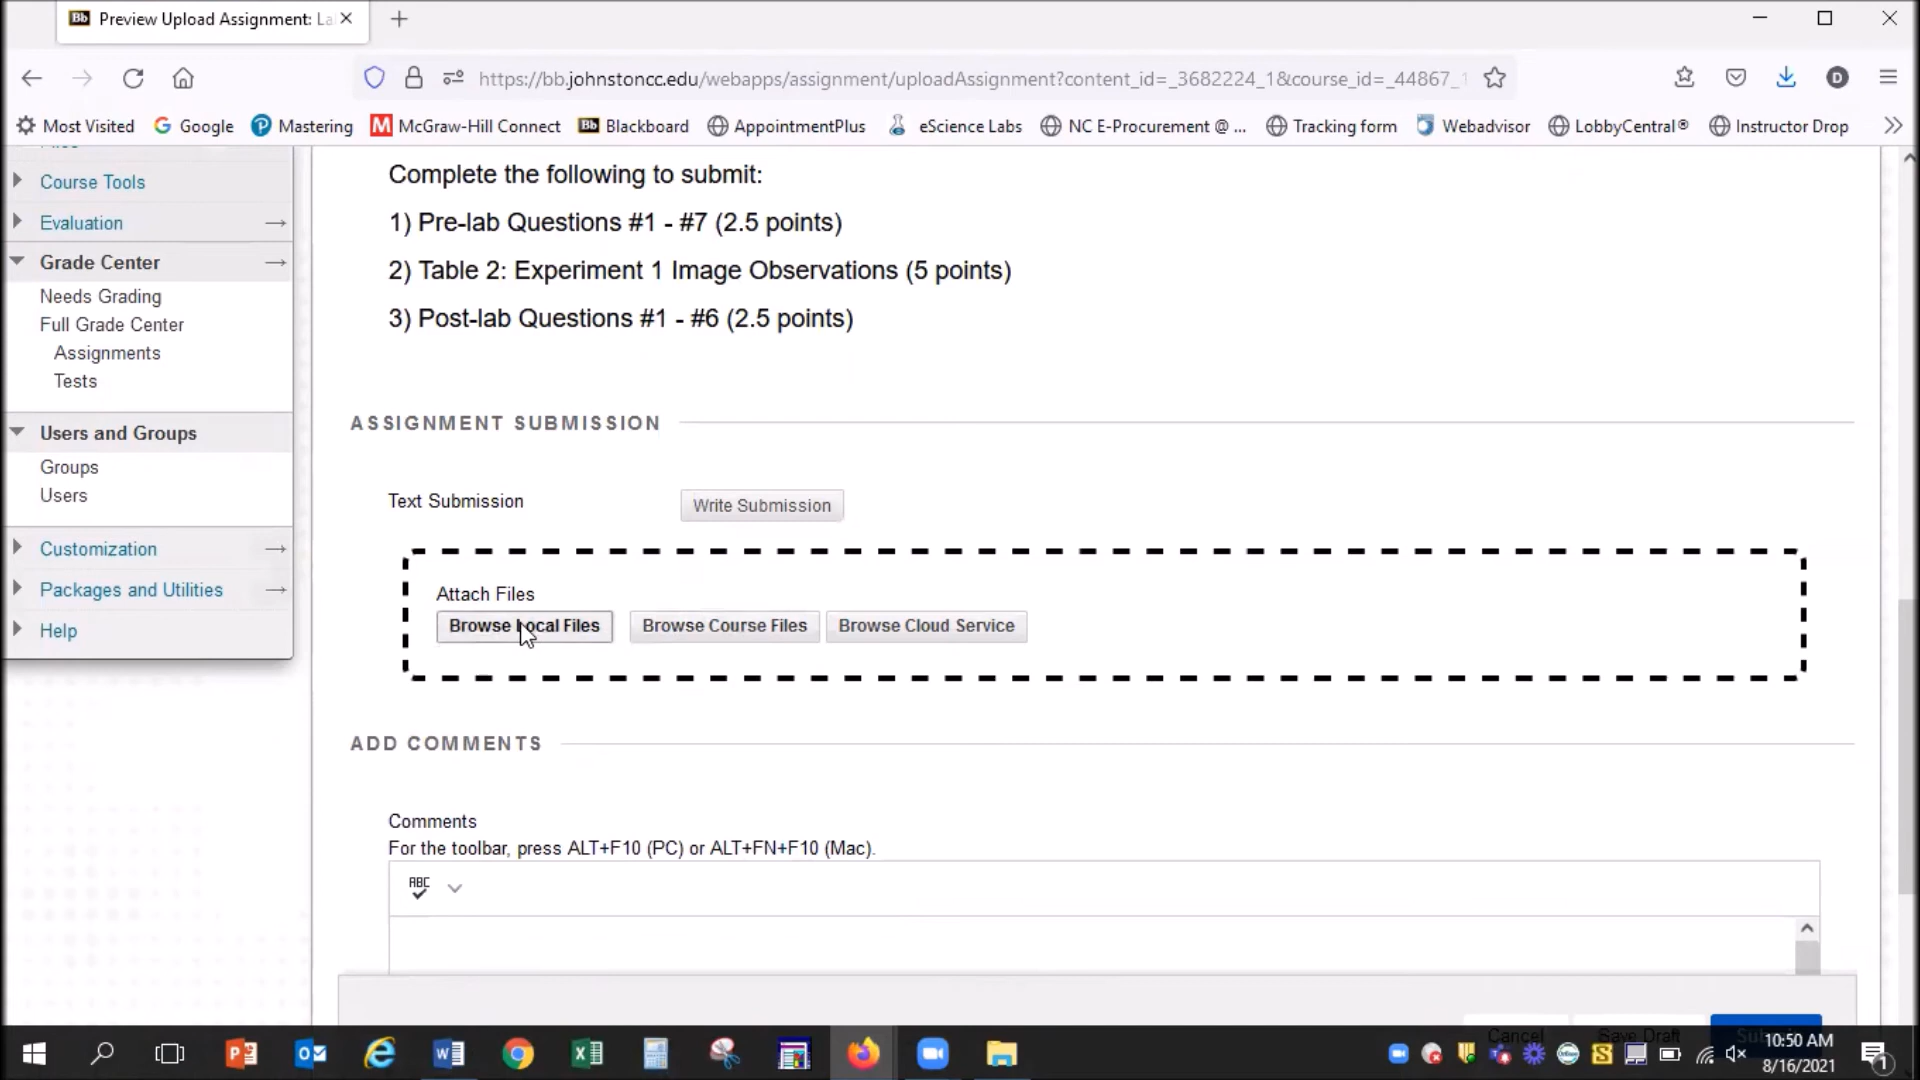 Preview Upload Assignment: La
https://bb.johnstoncc.edu/webapps/assignment/uploadAssignment?content_id=_3682224_1&course_id=_44867_1
D
Most Visited
Google
Mastering
McGraw-Hill Connect
Blackboard
AppointmentPlus
eScience Labs
NC E-Procurement @ ...
Tracking form
Webadvisor
LobbyCentral®
Instructor Drop
Course Tools
Evaluation
Grade Center
Needs Grading
Full Grade Center
Assignments
Tests
Users and Groups
Groups
Users
Customization
Packages and Utilities
Help
Complete the following to submit:
1) Pre-lab Questions #1 - #7 (2.5 points)
2) Table 2: Experiment 1 Image Observations (5 points)
3) Post-lab Questions #1 - #6 (2.5 points)
ASSIGNMENT SUBMISSION
Text Submission
Write Submission
Attach Files
Browse Local Files
Browse Course Files
Browse Cloud Service
ADD COMMENTS
Comments
For the toolbar, press ALT+F10 (PC) or ALT+FN+F10 (Mac).
ABC
Cancel
Save Draft
Submit
10:50 AM
8/16/2021
1